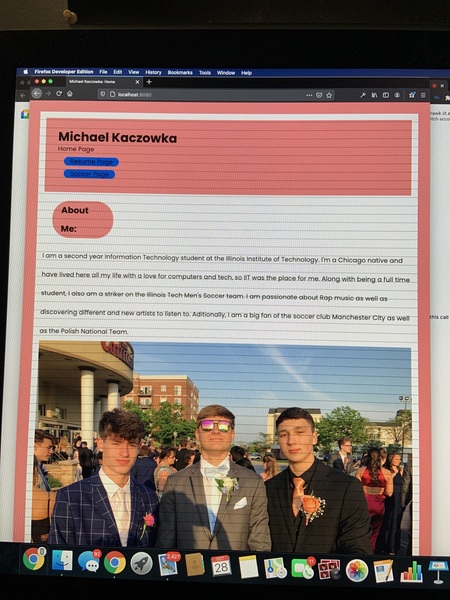 Firefox Developer Edition File Edit View History Bookmarks Tools Window Help
Michael Kaczowka: Home
localhost:8080
Michael Kaczowka
Home Page
Resume Page
Soccer Page
About
Me:
I am a second year Information Technology student at the Illinois Institute of Technology. I'm a Chicago native and
have lived here all my life with a love for computers and tech, so IIT was the place for me. Along with being a full time
student, I also am a striker on the Illinois Tech Men's Soccer team. I am passionate about Rap music as well as
discovering different and new artists to listen to. Aditionally, I am a big fan of the soccer club Manchester City as well
as the Polish National Team.
this call
28